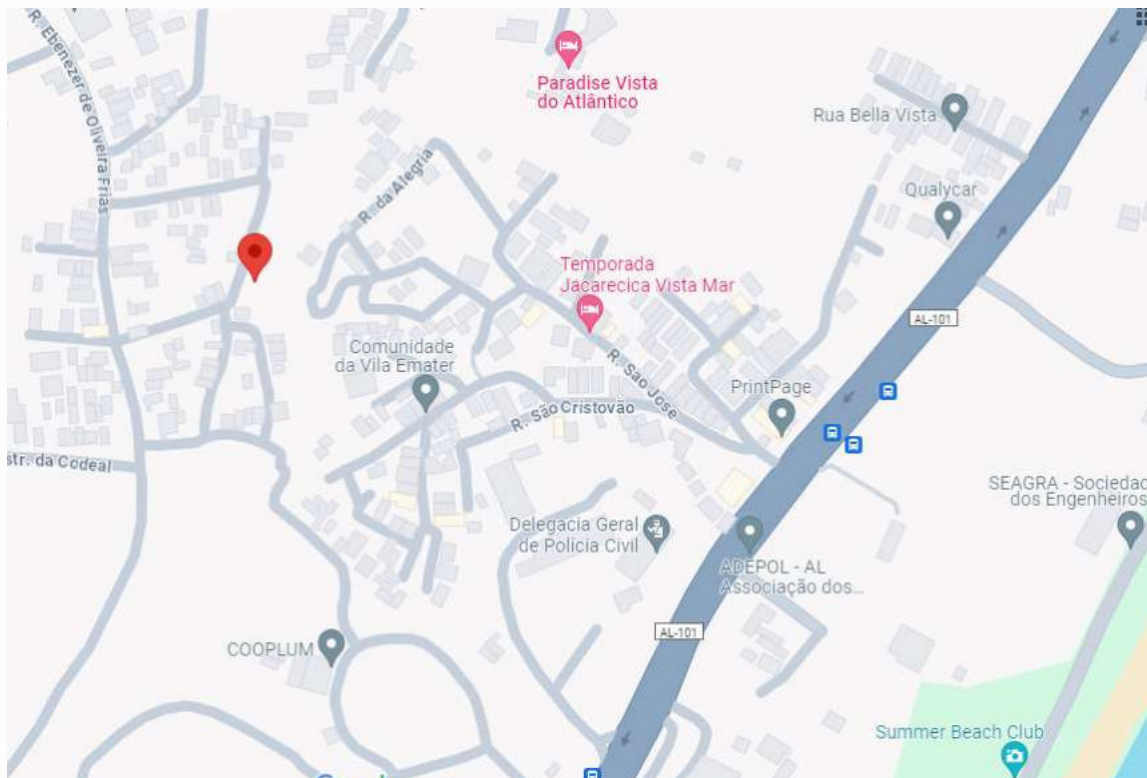 R. Ebenezer de Oliveira Frias
Paradise Vista
do Atlântico
Rua Bella Vista
Qualycar
R. da Alegria
Temporada
Jacarecica Vista Mar
AL-101
Comunidade
da Vila Emater
R. São Jose
PrintPage
R. São Cristovão
str. da Codeal
SEAGRA - Sociedad
dos Engenheiros
Delegacia Geral
de Polícia Civil
ADEPOL - AL
Associação dos...
AL-101
COOPLUM
Summer Beach Club